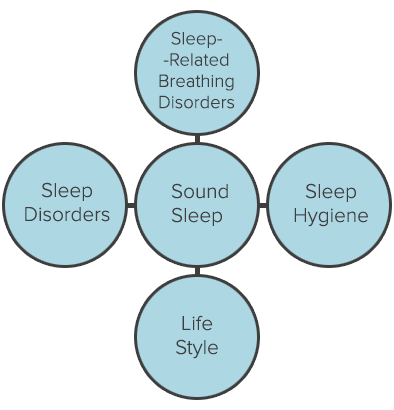 Sleep-
-Related
Breathing
Disorders
Sleep
Disorders
Sound
Sleep
Sleep
Hygiene
Life
Style